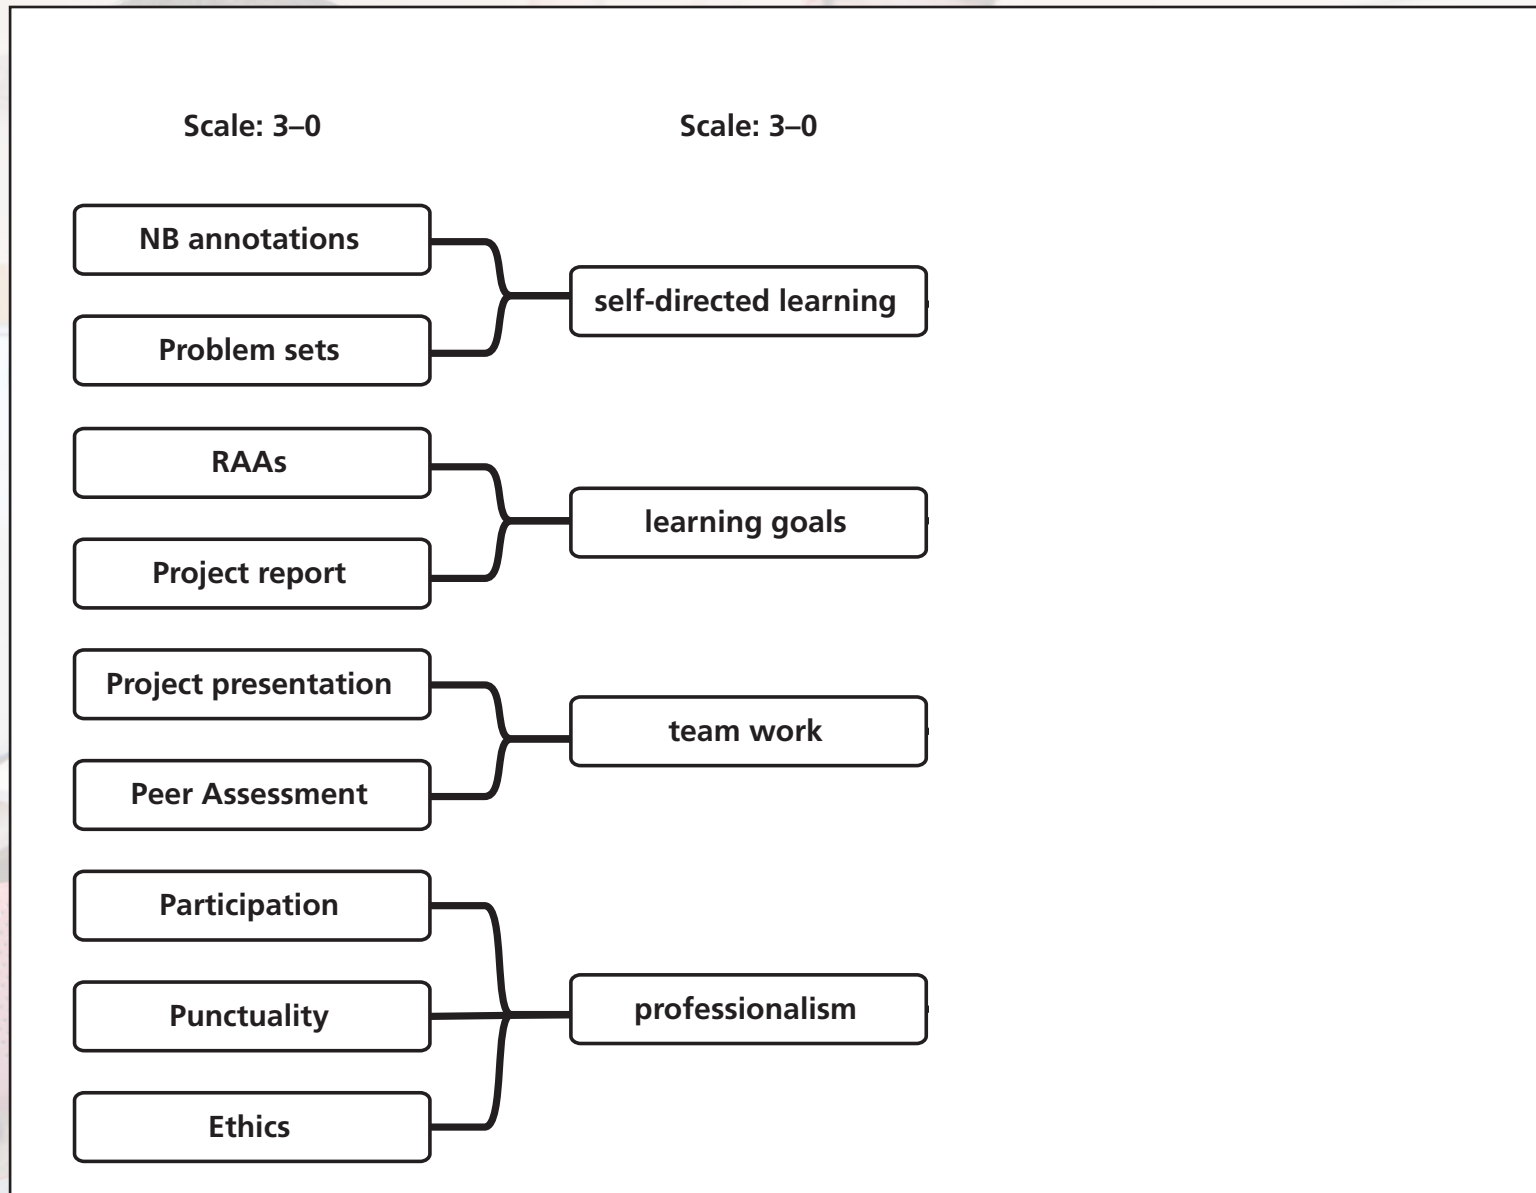 Scale: 3–0
Scale: 3–0
NB annotations
Problem sets
self-directed learning
RAAs
Project report
learning goals
Project presentation
Peer Assessment
team work
Participation
Punctuality
Ethics
professionalism